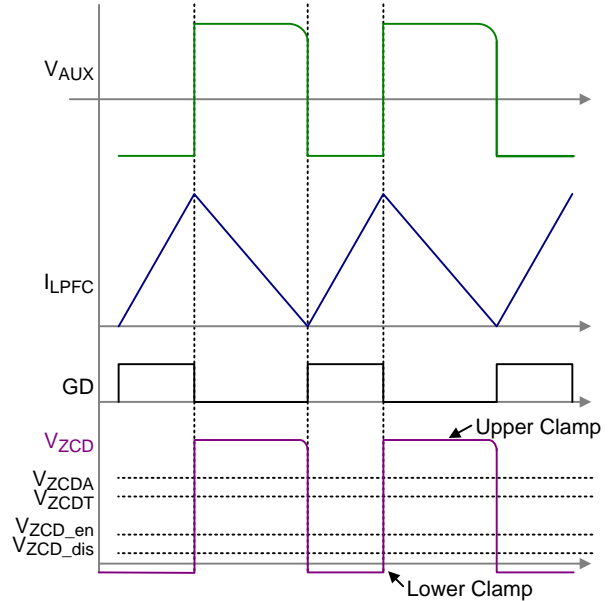 VAUX
ILPFC
GD
VZCD
Upper Clamp
VZCDA
VZCDT
VZCD_en
VZCD_dis
Lower Clamp